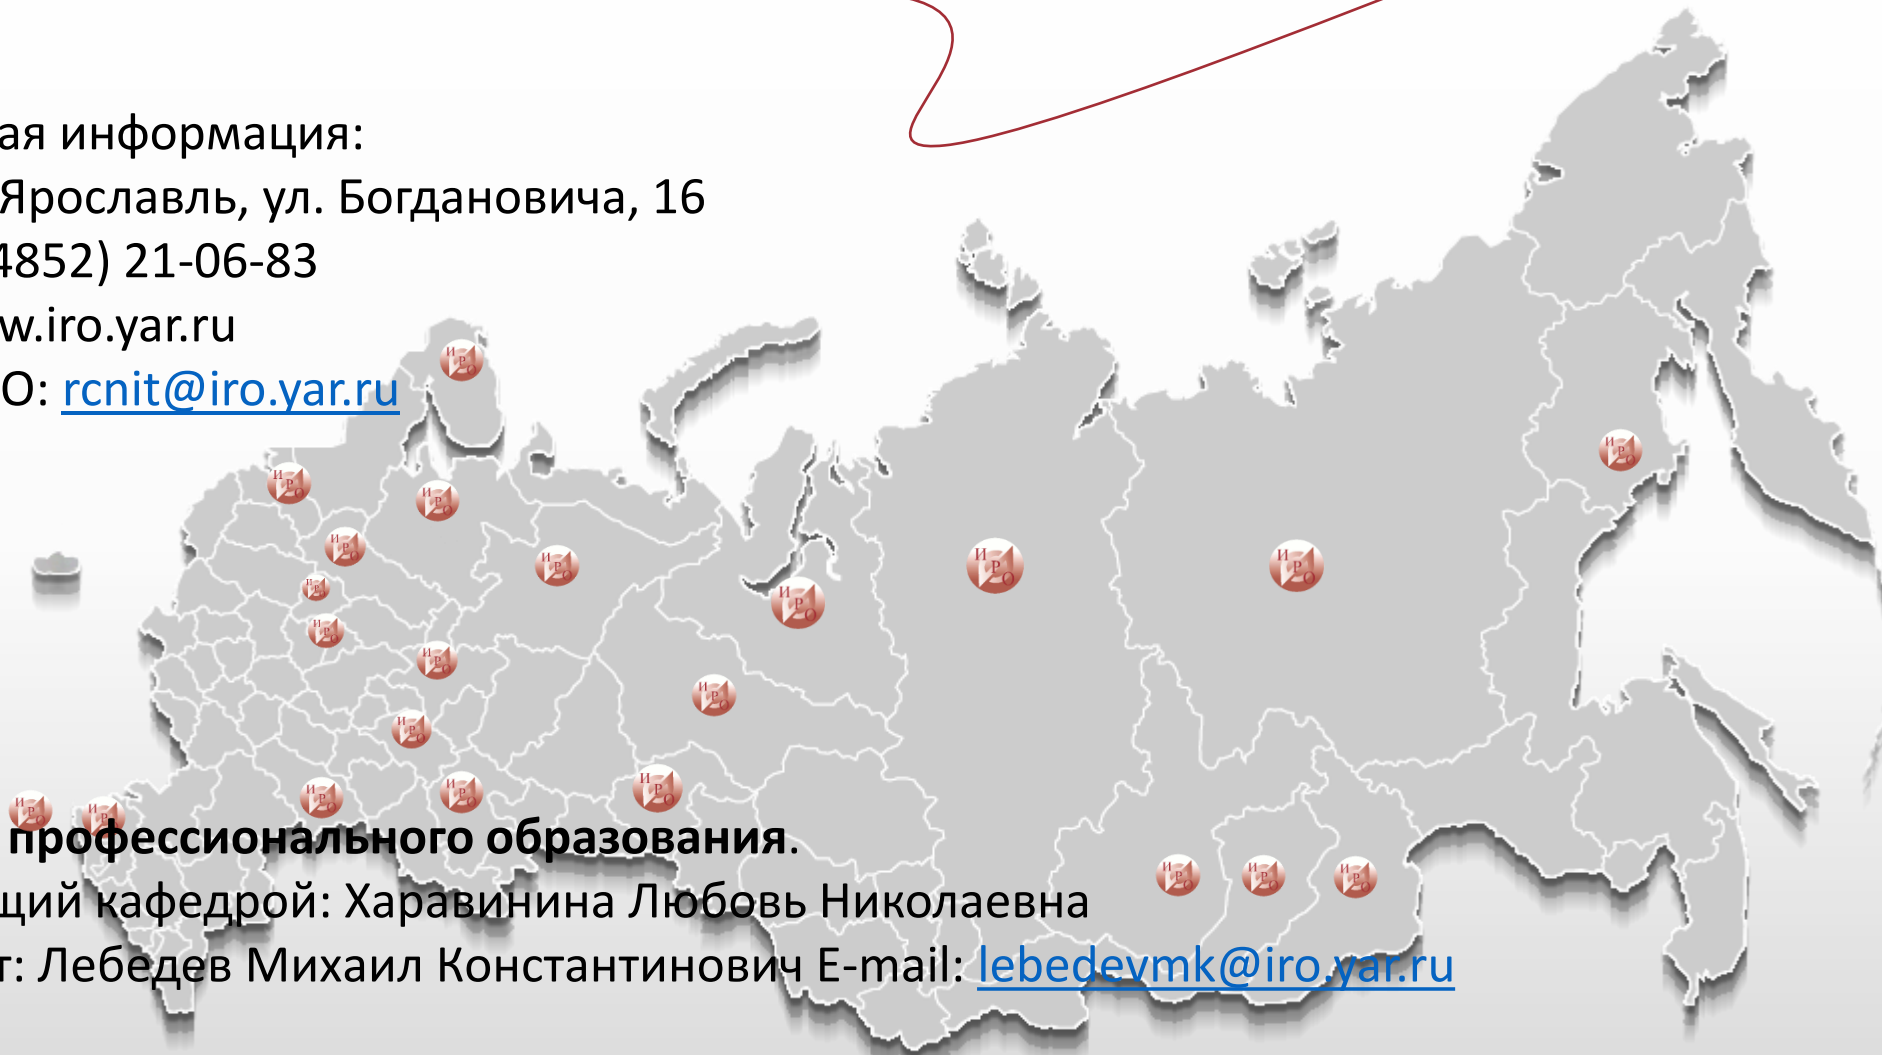 ая информация:
Ярославль, ул. Богдановича, 16
4852) 21-06-83
w.iro.yar.ru
О: rcnit@iro.yar.ru
профессионального образования.
щий кафедрой: Харавинина Любовь Николаевна
т: Лебедев Михаил Константинович E-mail: lebedevmk@iro.yar.ru